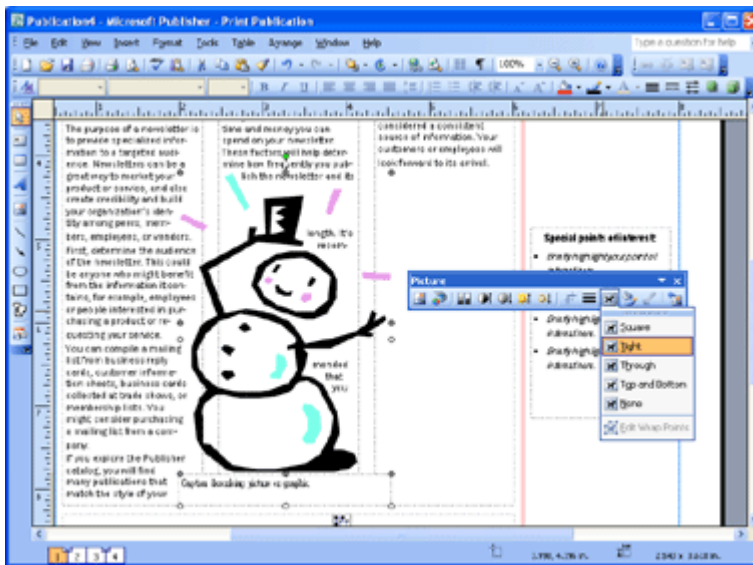 Publication4 - Microsoft Publisher - Print Publication
File Edit View Insert Format Tools Table Arrange Window Help
Type a question for help
100%
The purpose of a newsletter is
to provide specialized infor-
mation to a targeted audi-
ence. Newsletters can be a
great way to market your
product or service, and also
create credibility and build
your organization's iden-
tity among peers, mem-
bers, employees, or vendors.
First, determine the audience
of the newsletter. This could
be anyone who might benefit
from the information it con-
tains, for example, employees
or people interested in pur-
chasing a product or re-
questing your service.
You can compile a mailing
list from business reply
cards, customer informa-
tion sheets, business cards
collected at trade shows, or
membership lists. You
might consider purchasing
a mailing list from a com-
pany.
If you explore the Publisher
catalog, you will find
many publications that
match the style of your
time and money you can
spend on your newsletter.
These factors will help deter-
mine how frequently you pub-
lish the newsletter and its
length. It's
recom-
mended
that
you
Caption describing picture or graphic.
considered a consistent
source of information. Your
customers or employees will
look forward to its arrival.
Special points of interest:
Briefly highlight your point of
Picture
Square
Tight
Through
Top and Bottom
None
Edit Wrap Points
1 2 3 4